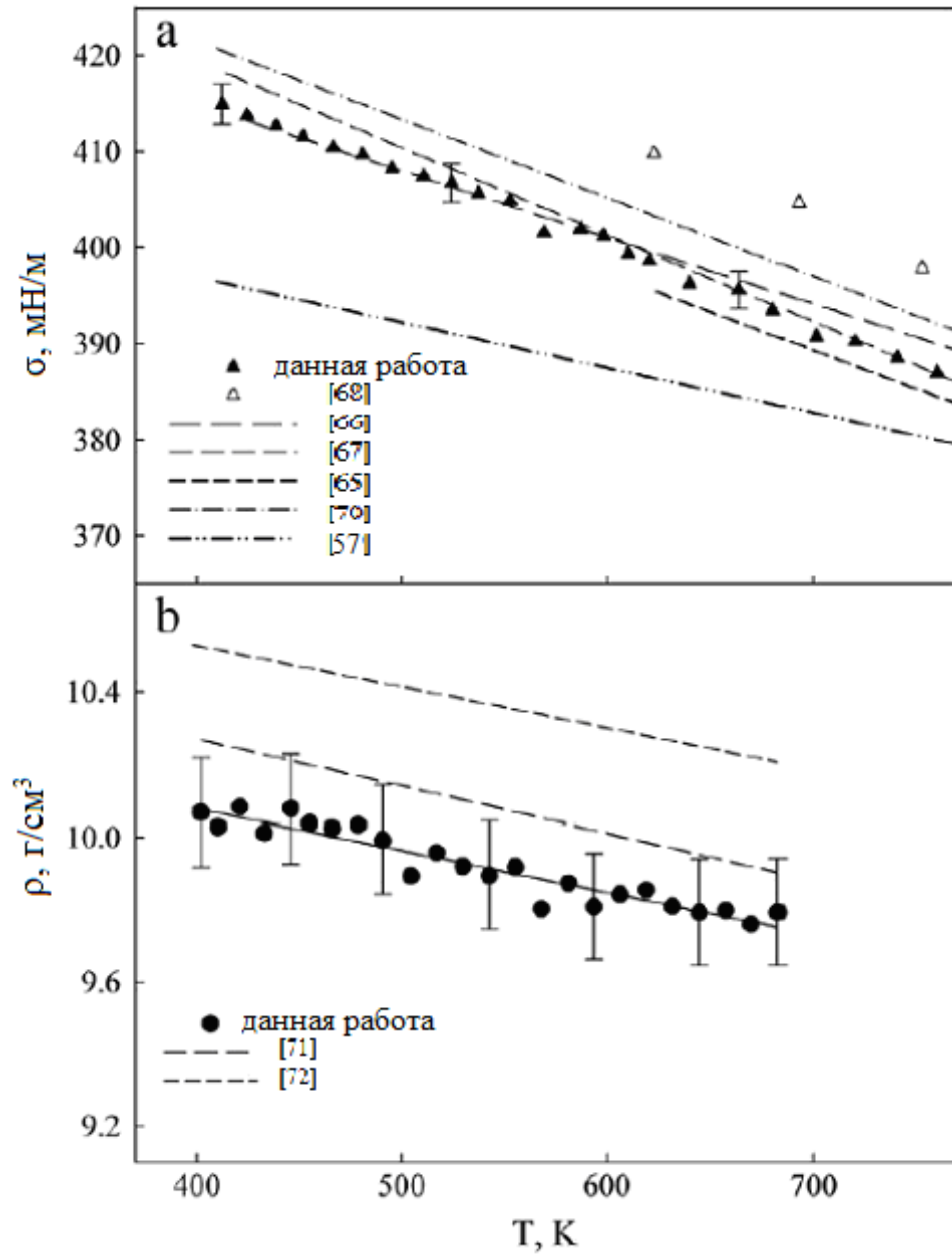 a
420
410
400
390
380
370
σ, мН/м
данная работа
[68]
[66]
[67]
[65]
[70]
[57]
b
10.4
10.0
9.6
9.2
ρ, г/см³
данная работа
[71]
[72]
400 500 600 700
T, K